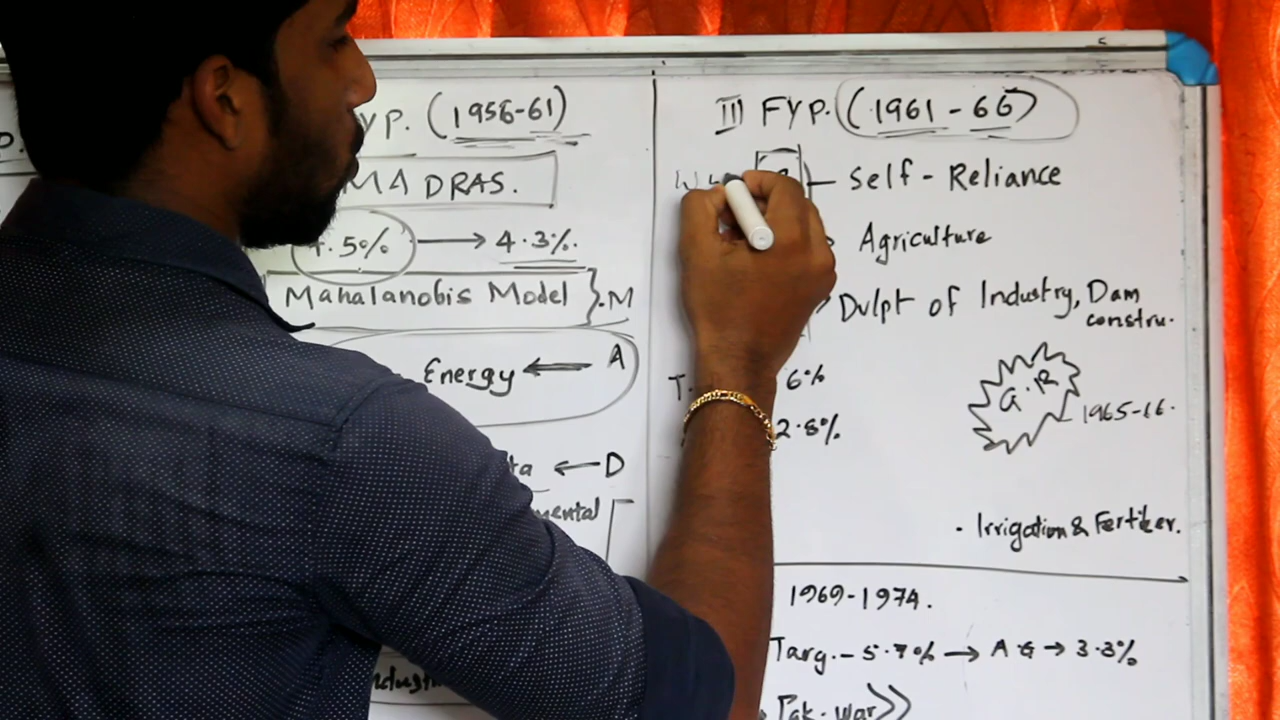 YP. (1956-61)
MADRAS.
4.5% → 4.3%.
Mahalanobis Model }.M
Energy ← A
ta ← D
mental
III FYP. (1961-66)
- Self-Reliance
Agriculture
Dvlpt of Industry, Dam
constru.
T. 6%
2.8%.
G.R
1965-66.
. Irrigation & Fertilizer.
1969-1974.
Targ.- 5.7% → AG → 3.3%
Pak-War >>